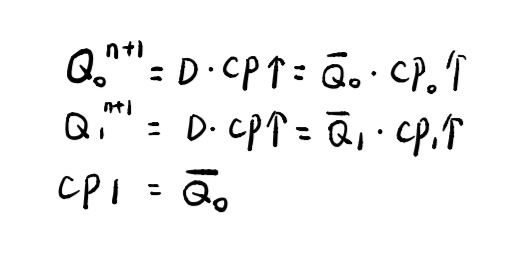 Q₀ⁿ⁺¹ = D · CP↑ = Q̅₀ · CP₀↑
Q₁ⁿ⁺¹ = D · CP↑ = Q̅₁ · CP₁↑
CP1 = Q̅₀